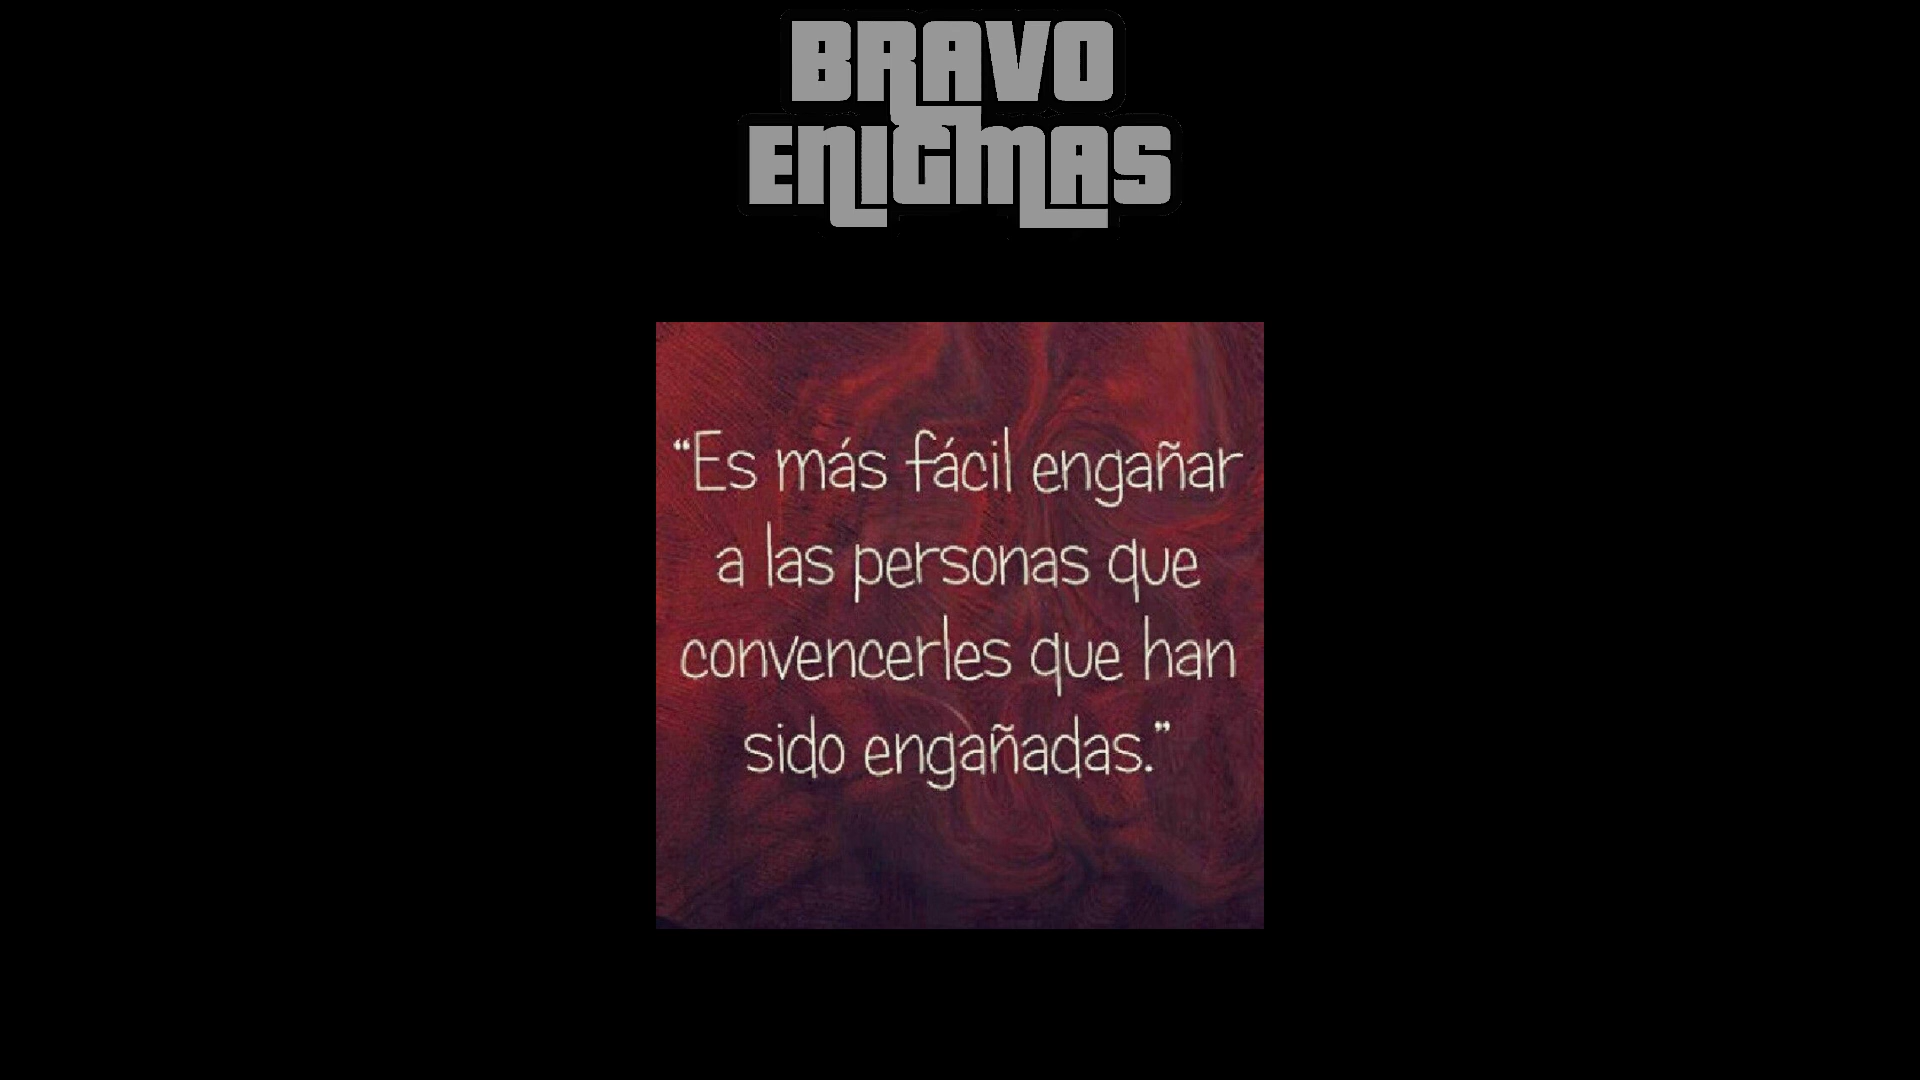 BRAVO
ENIGMAS
“Es más fácil engañar
a las personas que
convencerles que han
sido engañadas.”